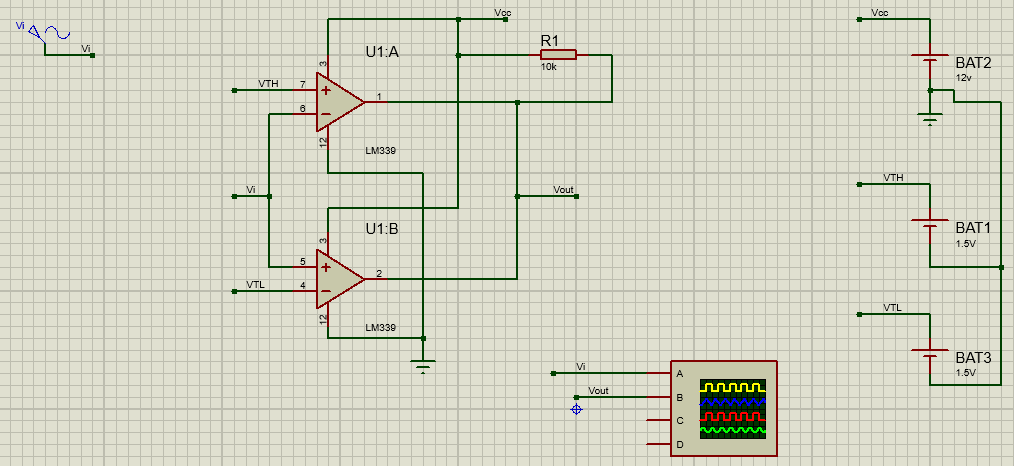 Vi
Vi
Vcc
U1:A
R1
10k
3
VTH
7
6
1
12
LM339
Vi
Vout
U1:B
3
5
VTL
4
2
12
LM339
Vcc
BAT2
12v
VTH
BAT1
1.5V
VTL
BAT3
1.5V
Vi
A
Vout
B
C
D